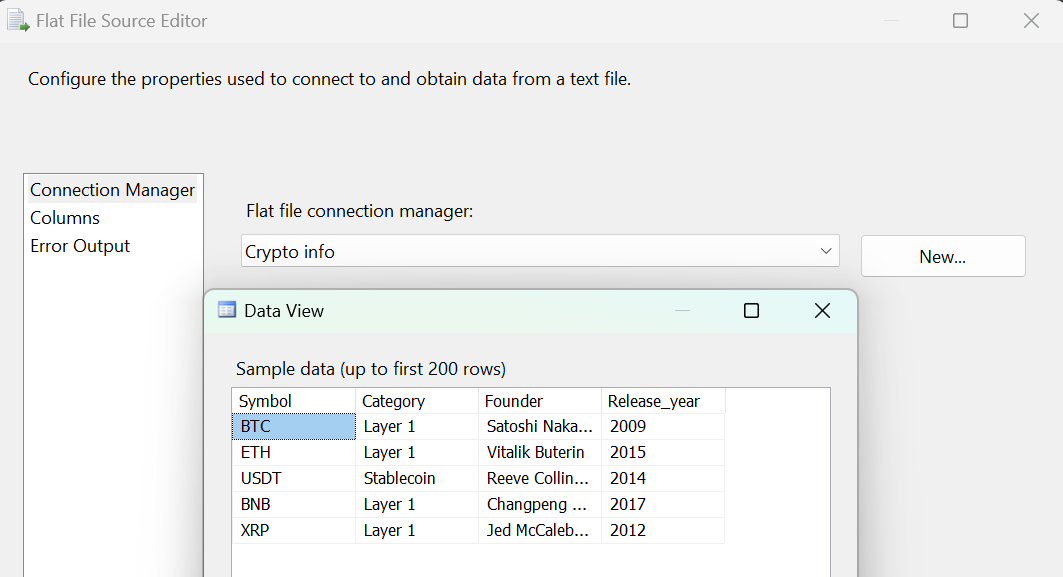 Flat File Source Editor
Configure the properties used to connect to and obtain data from a text file.
Connection Manager
Columns
Error Output
Flat file connection manager:
Crypto info
New...
Data View
Sample data (up to first 200 rows)
Symbol Category Founder Release_year
BTC Layer 1 Satoshi Naka... 2009
ETH Layer 1 Vitalik Buterin 2015
USDT Stablecoin Reeve Collin... 2014
BNB Layer 1 Changpeng ... 2017
XRP Layer 1 Jed McCaleb... 2012